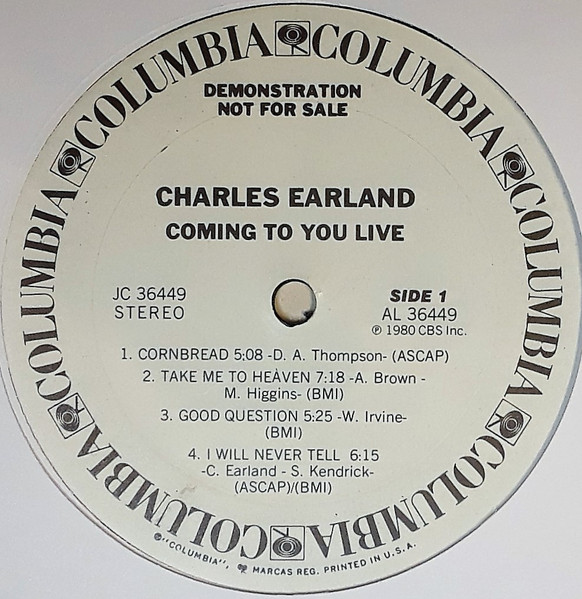 COLUMBIA COLUMBIA COLUMBIA COLUMBIA COLUMBIA COLUMBIA
DEMONSTRATION
NOT FOR SALE
CHARLES EARLAND
COMING TO YOU LIVE
JC 36449
STEREO
SIDE 1
AL 36449
℗ 1980 CBS Inc.
1. CORNBREAD 5:08 -D. A. Thompson- (ASCAP)
2. TAKE ME TO HEAVEN 7:18 -A. Brown -
M. Higgins- (BMI)
3. GOOD QUESTION 5:25 -W. Irvine-
(BMI)
4. I WILL NEVER TELL 6:15
-C. Earland - S. Kendrick-
(ASCAP)/(BMI)
®"COLUMBIA", MARCAS REG. PRINTED IN U.S.A.